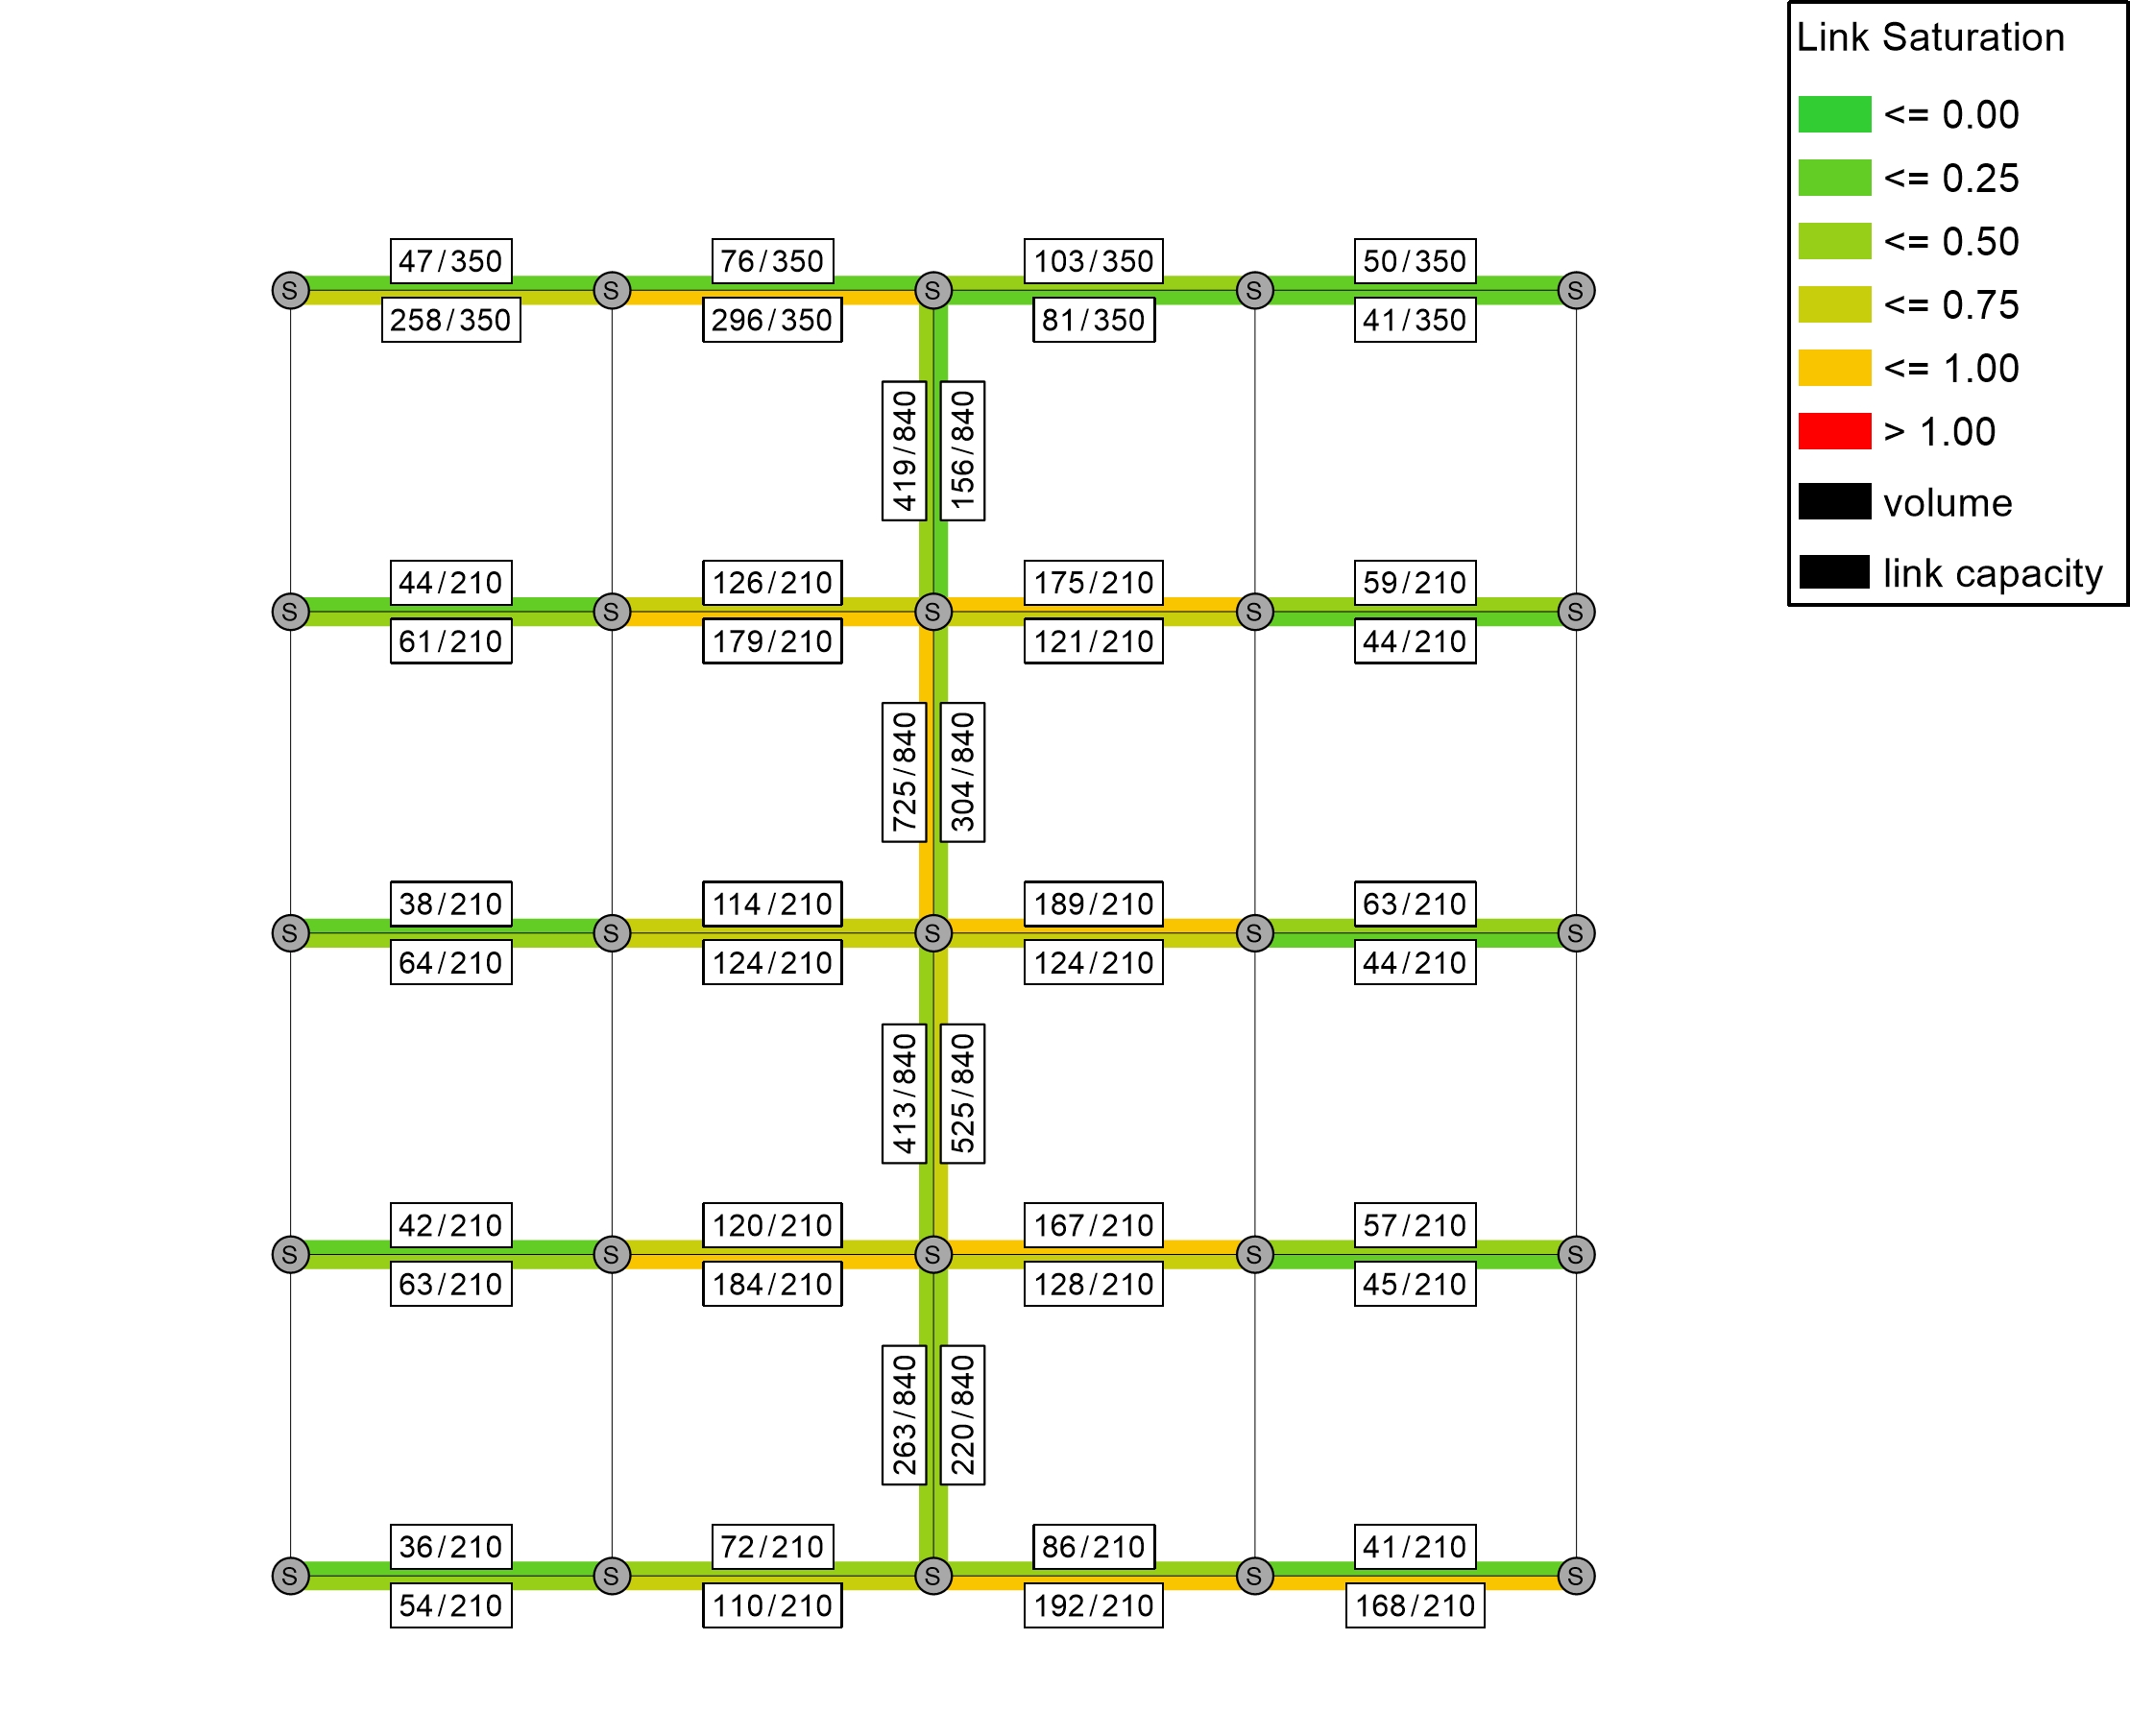 Link Saturation
<= 0.00
<= 0.25
<= 0.50
<= 0.75
<= 1.00
> 1.00
volume
link capacity
47/350 76/350 103/350 50/350
S S S S S
258/350 296/350 81/350 41/350
419/840 156/840
44/210 126/210 175/210 59/210
S S S S S
61/210 179/210 121/210 44/210
725/840 304/840
38/210 114/210 189/210 63/210
S S S S S
64/210 124/210 124/210 44/210
413/840 525/840
42/210 120/210 167/210 57/210
S S S S S
63/210 184/210 128/210 45/210
263/840 220/840
36/210 72/210 86/210 41/210
S S S S S
54/210 110/210 192/210 168/210